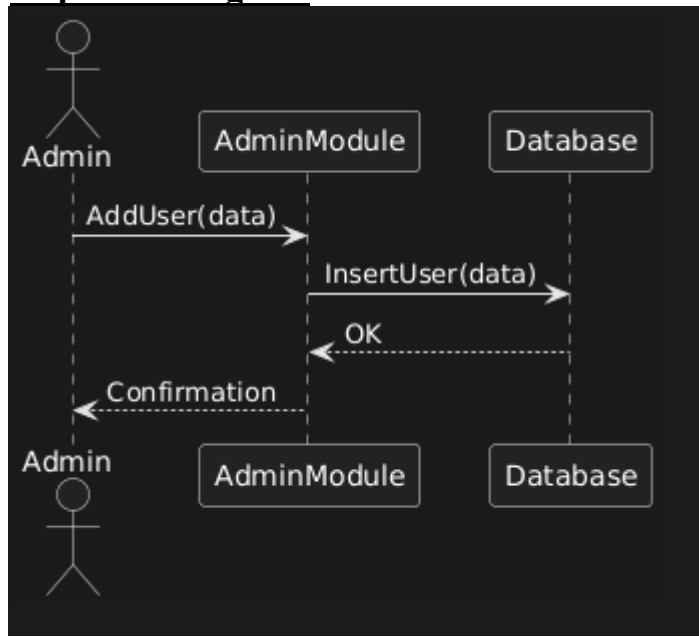 Admin
AdminModule
Database
AddUser(data)
InsertUser(data)
OK
Confirmation
Admin
AdminModule
Database